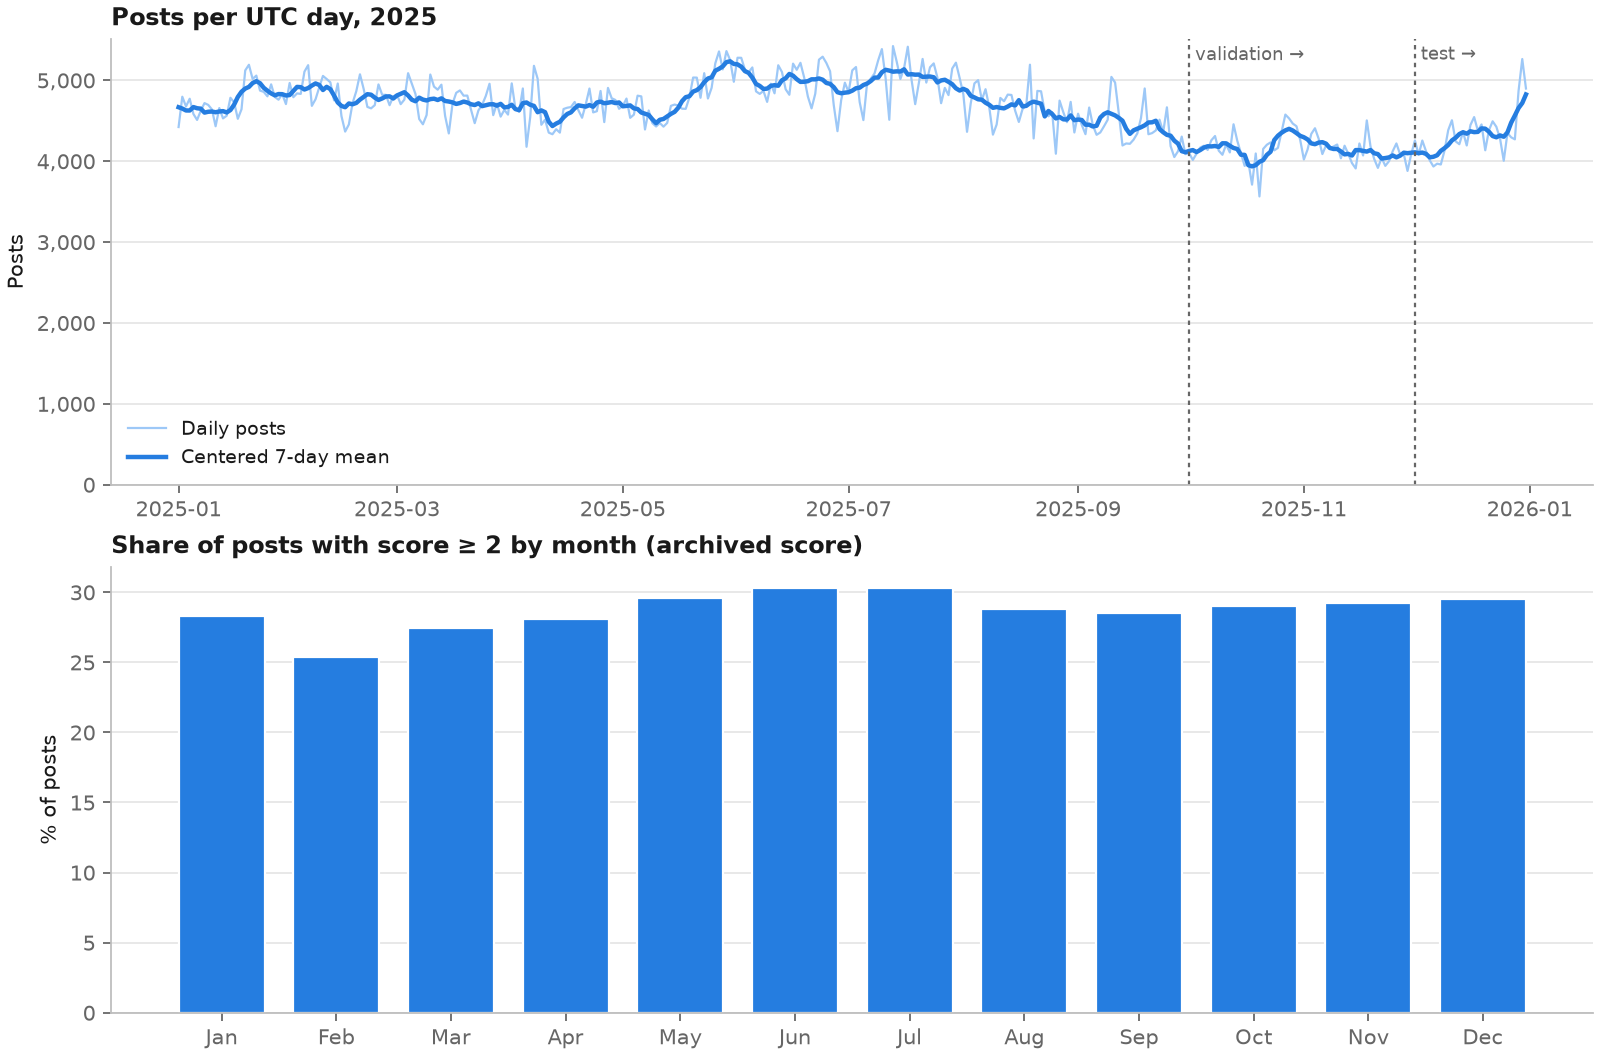 Posts per UTC day, 2025
validation →
test →
5,000
4,000
3,000
2,000
1,000
0
Posts
Daily posts
Centered 7-day mean
2025-01 2025-03 2025-05 2025-07 2025-09 2025-11 2026-01
Share of posts with score ≥ 2 by month (archived score)
30
25
20
15
10
5
0
% of posts
Jan Feb Mar Apr May Jun Jul Aug Sep Oct Nov Dec